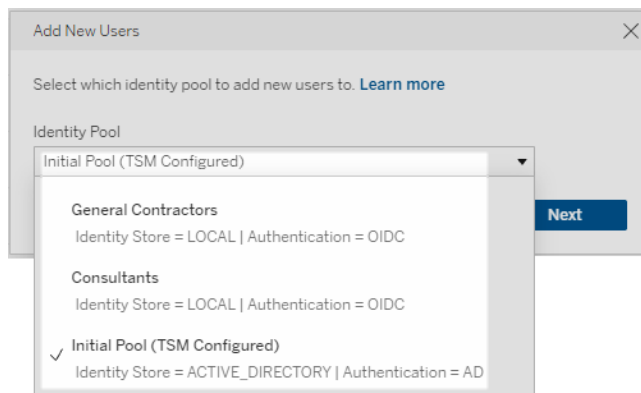 Add New Users
Select which identity pool to add new users to. Learn more
Identity Pool
Initial Pool (TSM Configured)
General Contractors
Identity Store = LOCAL | Authentication = OIDC
Next
Consultants
Identity Store = LOCAL | Authentication = OIDC
Initial Pool (TSM Configured)
Identity Store = ACTIVE_DIRECTORY | Authentication = AD